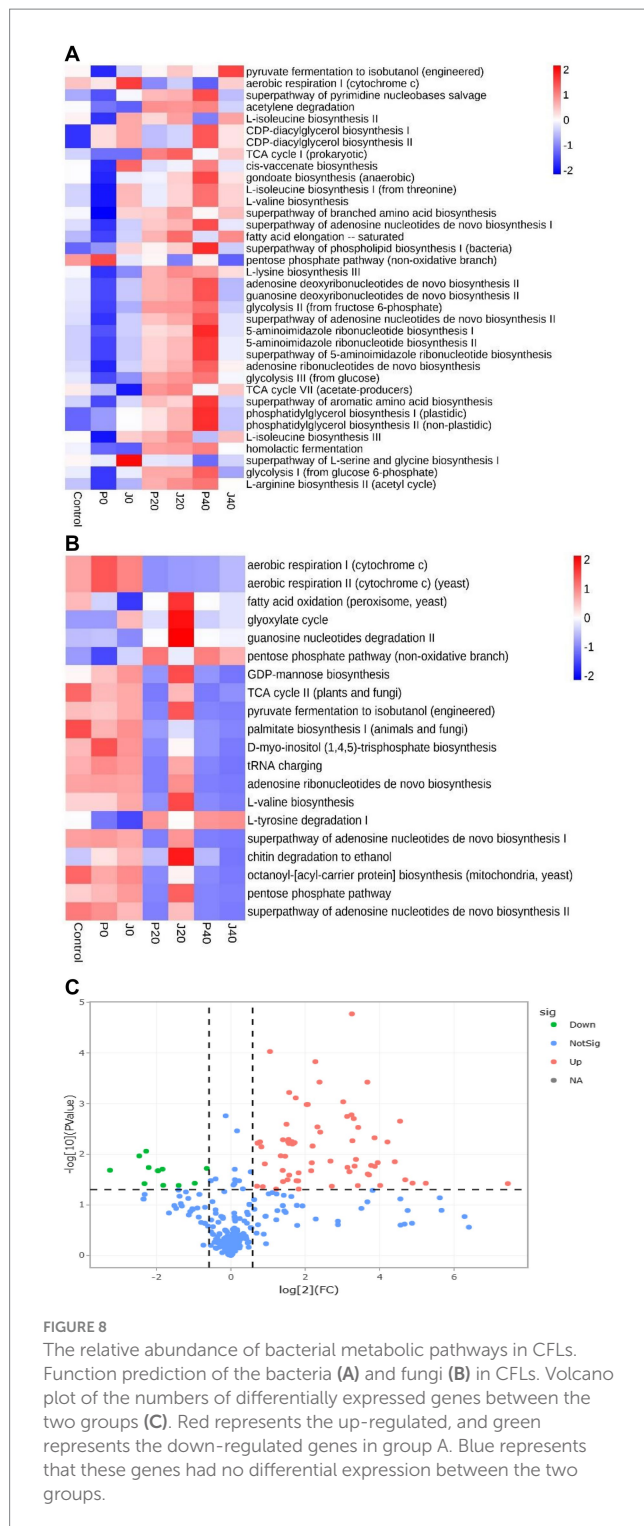 A
pyruvate fermentation to isobutanol (engineered)
aerobic respiration I (cytochrome c)
superpathway of pyrimidine nucleobases salvage
acetylene degradation
L-isoleucine biosynthesis II
CDP-diacylglycerol biosynthesis I
CDP-diacylglycerol biosynthesis II
TCA cycle I (prokaryotic)
cis-vaccenate biosynthesis
gondoate biosynthesis (anaerobic)
L-isoleucine biosynthesis I (from threonine)
L-valine biosynthesis
superpathway of branched amino acid biosynthesis
superpathway of adenosine nucleotides de novo biosynthesis I
fatty acid elongation -- saturated
superpathway of phospholipid biosynthesis I (bacteria)
pentose phosphate pathway (non-oxidative branch)
L-lysine biosynthesis III
adenosine deoxyribonucleotides de novo biosynthesis II
guanosine deoxyribonucleotides de novo biosynthesis II
glycolysis II (from fructose 6-phosphate)
superpathway of adenosine nucleotides de novo biosynthesis II
5-aminoimidazole ribonucleotide biosynthesis I
5-aminoimidazole ribonucleotide biosynthesis II
superpathway of 5-aminoimidazole ribonucleotide biosynthesis
adenosine ribonucleotides de novo biosynthesis
glycolysis III (from glucose)
TCA cycle VII (acetate-producers)
superpathway of aromatic amino acid biosynthesis
phosphatidylglycerol biosynthesis I (plastidic)
phosphatidylglycerol biosynthesis II (non-plastidic)
L-isoleucine biosynthesis III
homolactic fermentation
superpathway of L-serine and glycine biosynthesis I
glycolysis I (from glucose 6-phosphate)
L-arginine biosynthesis II (acetyl cycle)
Control P0 J0 P20 J20 P40 J40
2
1
0
-1
-2
B
aerobic respiration I (cytochrome c)
aerobic respiration II (cytochrome c) (yeast)
fatty acid oxidation (peroxisome, yeast)
glyoxylate cycle
guanosine nucleotides degradation II
pentose phosphate pathway (non-oxidative branch)
GDP-mannose biosynthesis
TCA cycle II (plants and fungi)
pyruvate fermentation to isobutanol (engineered)
palmitate biosynthesis I (animals and fungi)
D-myo-inositol (1,4,5)-trisphosphate biosynthesis
tRNA charging
adenosine ribonucleotides de novo biosynthesis
L-valine biosynthesis
L-tyrosine degradation I
superpathway of adenosine nucleotides de novo biosynthesis I
chitin degradation to ethanol
octanoyl-[acyl-carrier protein] biosynthesis (mitochondria, yeast)
pentose phosphate pathway
superpathway of adenosine nucleotides de novo biosynthesis II
Control P0 J0 P20 J20 P40 J40
2
1
0
-1
-2
C
-log[10](Pvalue)
5
4
3
2
1
0
-2 0 2 4 6
log[2](FC)
sig
Down
NotSig
Up
NA
FIGURE 8
The relative abundance of bacterial metabolic pathways in CFLs.
Function prediction of the bacteria (A) and fungi (B) in CFLs. Volcano
plot of the numbers of differentially expressed genes between the
two groups (C). Red represents the up-regulated, and green
represents the down-regulated genes in group A. Blue represents
that these genes had no differential expression between the two
groups.